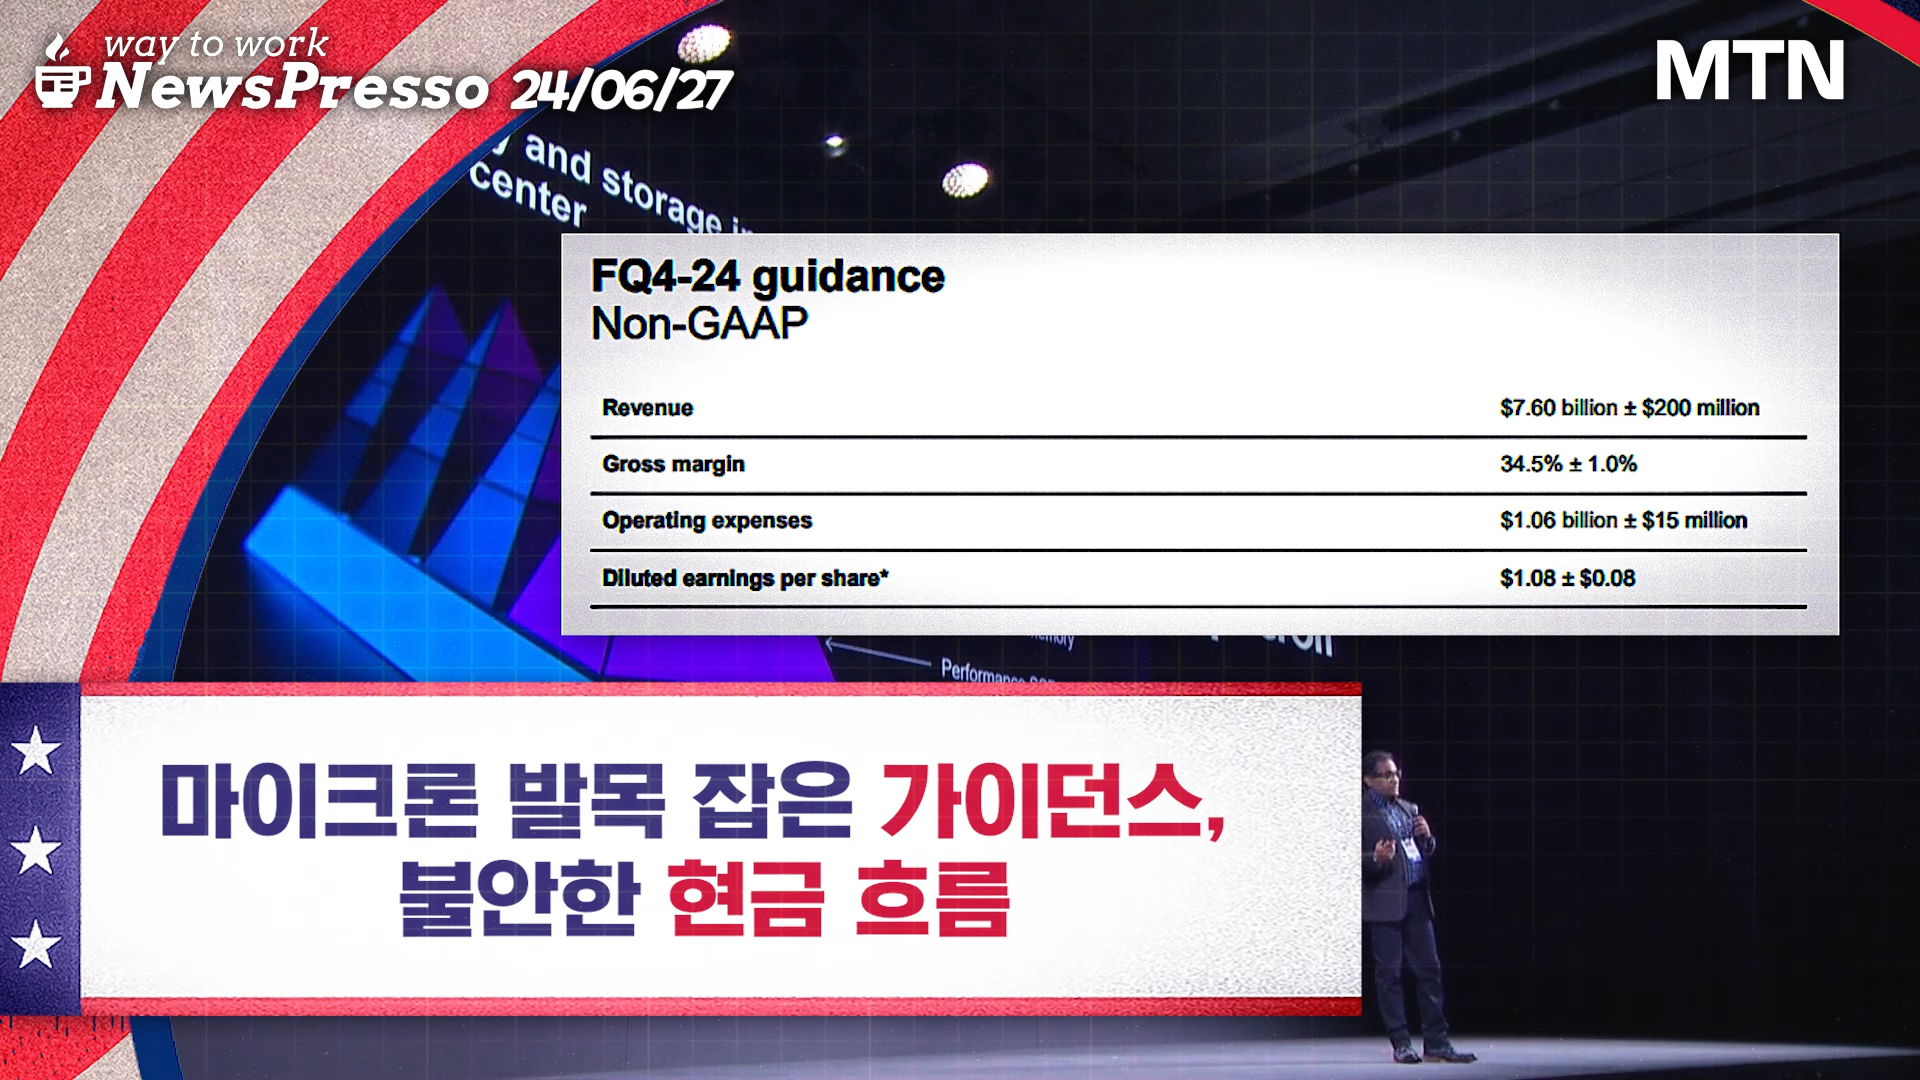 way to work
NewsPresso 24/06/27
MTN
and storage
center
FQ4-24 guidance
Non-GAAP
Revenue $7.60 billion ± $200 million
Gross margin 34.5% ± 1.0%
Operating expenses $1.06 billion ± $15 million
Diluted earnings per share* $1.08 ± $0.08
Performance
마이크론 발목 잡은 가이던스,
불안한 현금 흐름